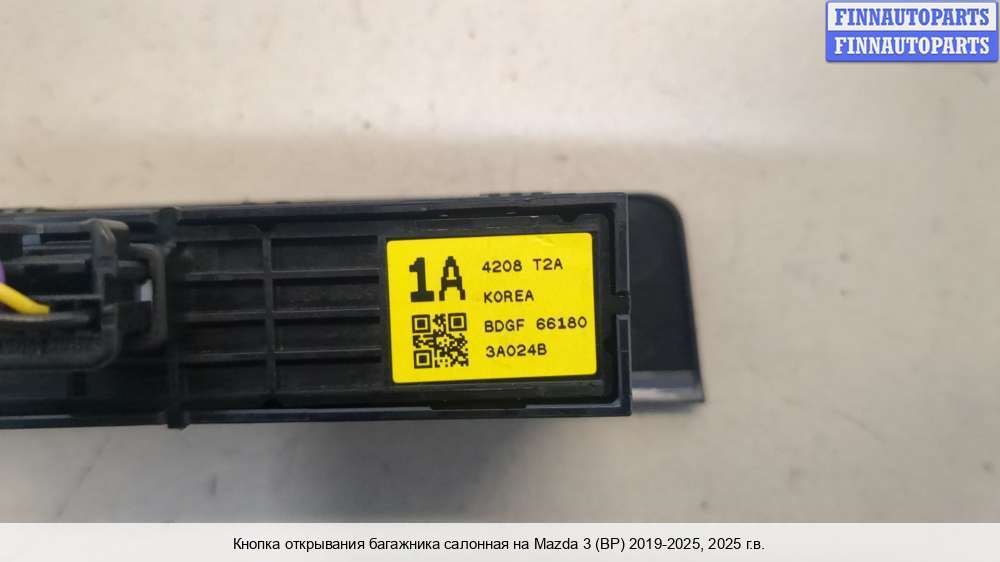 FINNAUTOPARTS
FINNAUTOPARTS
1A
4208 T2A
KOREA
BDGF 66180
3A024B
Кнопка открывания багажника салонная на Mazda 3 (BP) 2019-2025, 2025 г.в.